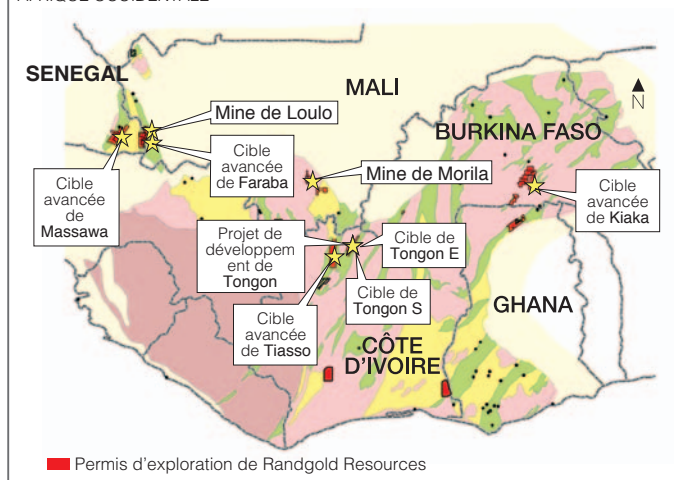 AFRIQUE OCCIDENTALE
SENEGAL
MALI
N
BURKINA FASO
Mine de Loulo
Cible
avancée
de
Massawa
Cible
avancée
de Faraba
Mine de Morila
Cible
avancée
de Kiaka
Projet de
développem
ent de
Tongon
Cible de
Tongon E
Cible de
Tongon S
Cible
avancée
de Tiasso
GHANA
CÔTE
D'IVOIRE
Permis d'exploration de Randgold Resources